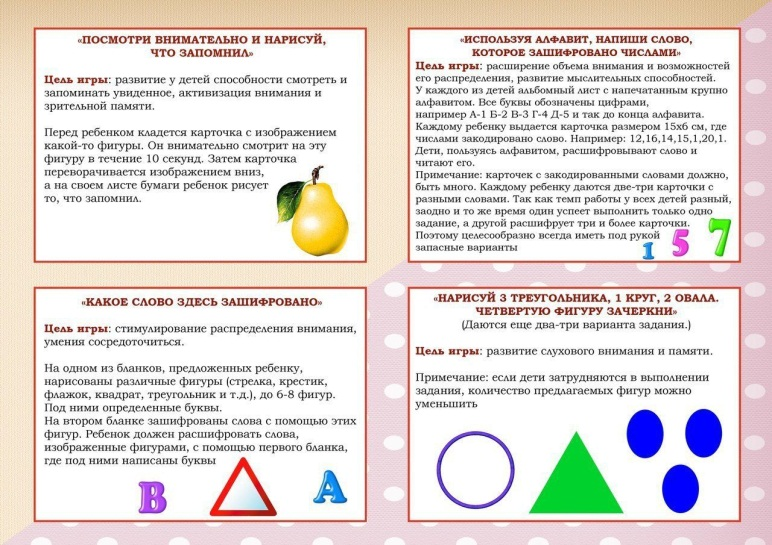 «ПОСМОТРИ ВНИМАТЕЛЬНО И НАРИСУЙ,
ЧТО ЗАПОМНИЛ»
Цель игры: развитие у детей способности смотреть и
запоминать увиденное, активизация внимания и
зрительной памяти.
Перед ребенком кладется карточка с изображением
какой-то фигуры. Он внимательно смотрит на эту
фигуру в течение 10 секунд. Затем карточка
переворачивается изображением вниз,
а на своем листе бумаги ребенок рисует
то, что запомнил.
«ИСПОЛЬЗУЯ АЛФАВИТ, НАПИШИ СЛОВО,
КОТОРОЕ ЗАШИФРОВАНО ЧИСЛАМИ»
Цель игры: расширение объема внимания и возможностей
его распределения, развитие мыслительных способностей.
У каждого из детей альбомный лист с напечатанным крупно
алфавитом. Все буквы обозначены цифрами,
например А-1 Б-2 В-3 Г-4 Д-5 и так до конца алфавита.
Каждому ребенку выдается карточка размером 15х6 см, где
числами закодировано слово. Например: 12,16,14,15,1,20,1.
Дети, пользуясь алфавитом, расшифровывают слово и
читают его.
Примечание: карточек с закодированными словами должно,
быть много. Каждому ребенку даются две-три карточки с
разными словами. Так как темп работы у всех детей разный,
заодно и то же время один успеет выполнить только одно
задание, а другой расшифрует три и более карточки.
Поэтому целесообразно всегда иметь под рукой
запасные варианты
1 5 7
«КАКОЕ СЛОВО ЗДЕСЬ ЗАШИФРОВАНО»
Цель игры: стимулирование распределения внимания,
умения сосредоточиться.
На одном из бланков, предложенных ребенку,
нарисованы различные фигуры (стрелка, крестик,
флажок, квадрат, треугольник и т.д.), до 6-8 фигур.
Под ними определенные буквы.
На втором бланке зашифрованы слова с помощью этих
фигур. Ребенок должен расшифровать слова,
изображенные фигурами, с помощью первого бланка,
где под ними написаны буквы
В А
«НАРИСУЙ 3 ТРЕУГОЛЬНИКА, 1 КРУГ, 2 ОВАЛА.
ЧЕТВЕРТУЮ ФИГУРУ ЗАЧЕРКНИ»
(Даются еще два-три варианта задания.)
Цель игры: развитие слухового внимания и памяти.
Примечание: если дети затрудняются в выполнении
задания, количество предлагаемых фигур можно
уменьшить